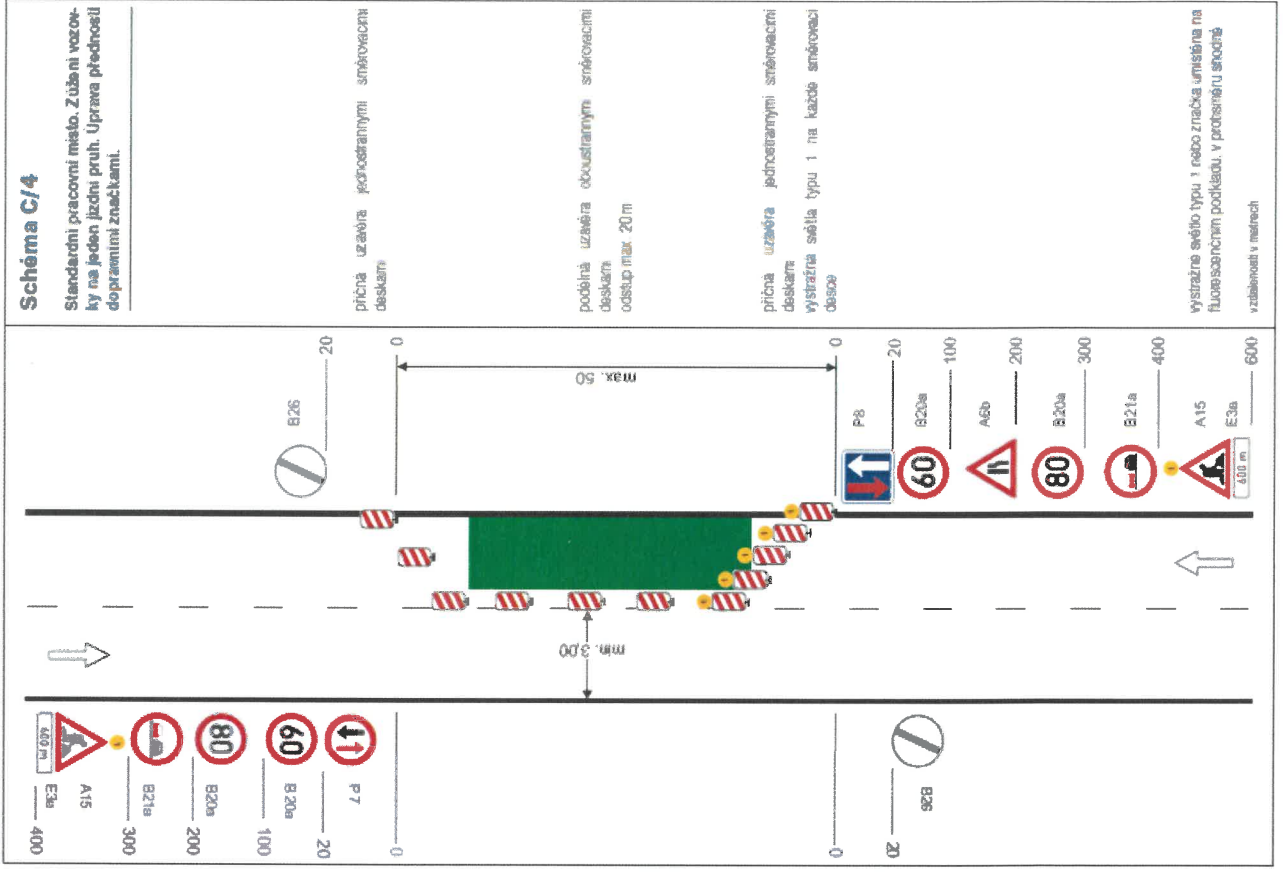 Schéma C/4
Standardní pracovní místo. Zúžení vozov-
ky na jeden jízdní pruh. Úprava přednosti
dopravními značkami.
příčná uzavěra jednostrannými směrovacími
deskami
podélná uzavěra oboustrannými směrovacími
deskami
odstup max. 20 m
příčná uzavěra jednostrannými směrovacími
deskami
výstražná světla typu 1 na každé směrovací
desce
výstražné světlo typu 1 nebo značka umístěna na
fluorescenčním podkladu, v protisměru shodně
vzdálenosti v metrech
B26
20
0
max. 50
0
P8
20
B20a
60
100
A6b
200
B20a
80
300
B21a
400
A15
E3a
600 m
600
min. 3,00
400
E3a
600 m
A15
300
B21a
200
B20a
80
100
B 20a
60
20
P 7
0
0
20
B26